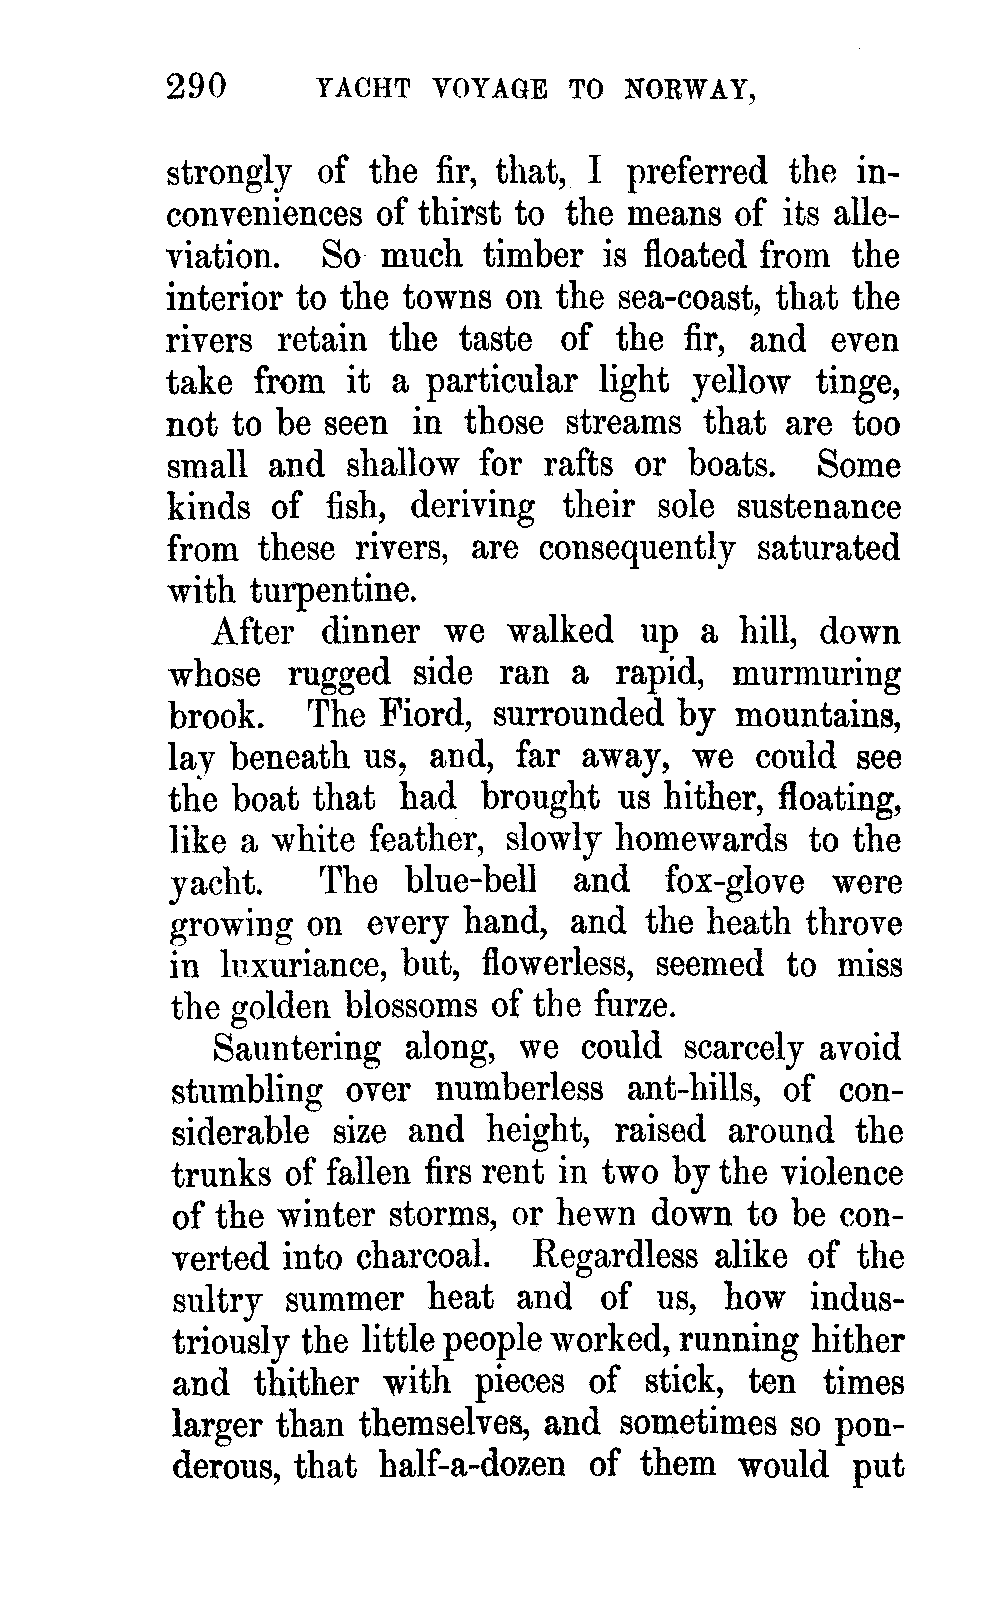 290 YACHT VOYAGE TO NORWAY,
strongly of the fir, that, I preferred the in-
conveniences of thirst to the means of its alle-
viation. So much timber is floated from the
interior to the towns on the sea-coast, that the
rivers retain the taste of the fir, and even
take from it a particular light yellow tinge,
not to be seen in those streams that are too
small and shallow for rafts or boats. Some
kinds of fish, deriving their sole sustenance
from these rivers, are consequently saturated
with turpentine.
After dinner we walked up a hill, down
whose rugged side ran a rapid, murmuring
brook. The Fiord, surrounded by mountains,
lay beneath us, and, far away, we could see
the boat that had brought us hither, floating,
like a white feather, slowly homewards to the
yacht. The blue-bell and fox-glove were
growing on every hand, and the heath throve
in luxuriance, but, flowerless, seemed to miss
the golden blossoms of the furze.
Sauntering along, we could scarcely avoid
stumbling over numberless ant-hills, of con-
siderable size and height, raised around the
trunks of fallen firs rent in two by the violence
of the winter storms, or hewn down to be con-
verted into charcoal. Regardless alike of the
sultry summer heat and of us, how indus-
triously the little people worked, running hither
and thither with pieces of stick, ten times
larger than themselves, and sometimes so pon-
derous, that half-a-dozen of them would put